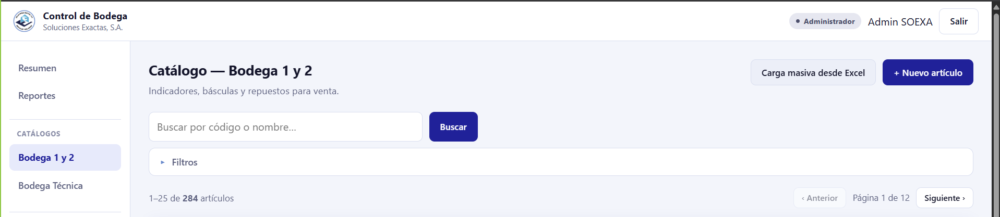 Control de Bodega
Soluciones Exactas, S.A.
● Administrador
Admin SOEXA
Salir
Resumen
Reportes
CATÁLOGOS
Bodega 1 y 2
Bodega Técnica
Catálogo — Bodega 1 y 2
Indicadores, básculas y repuestos para venta.
Carga masiva desde Excel
+ Nuevo artículo
Buscar por código o nombre...
Buscar
▸ Filtros
1–25 de 284 artículos
‹ Anterior
Página 1 de 12
Siguiente ›